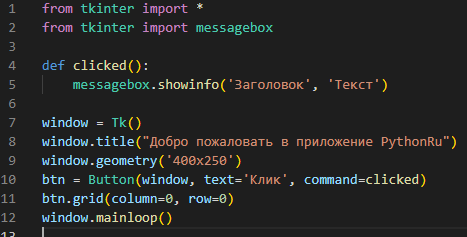 1 from tkinter import *
2 from tkinter import messagebox
3
4 def clicked():
5     messagebox.showinfo('Заголовок', 'Текст')
6
7 window = Tk()
8 window.title("Добро пожаловать в приложение PythonRu")
9 window.geometry('400x250')
10 btn = Button(window, text='Клик', command=clicked)
11 btn.grid(column=0, row=0)
12 window.mainloop()
13